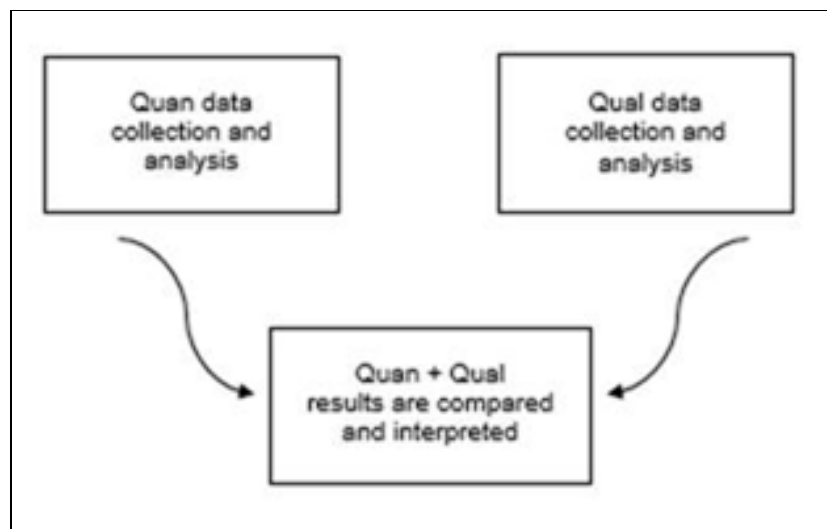 Quan data
collection and
analysis
Qual data
collection and
analysis
Quan + Qual
results are compared
and interpreted